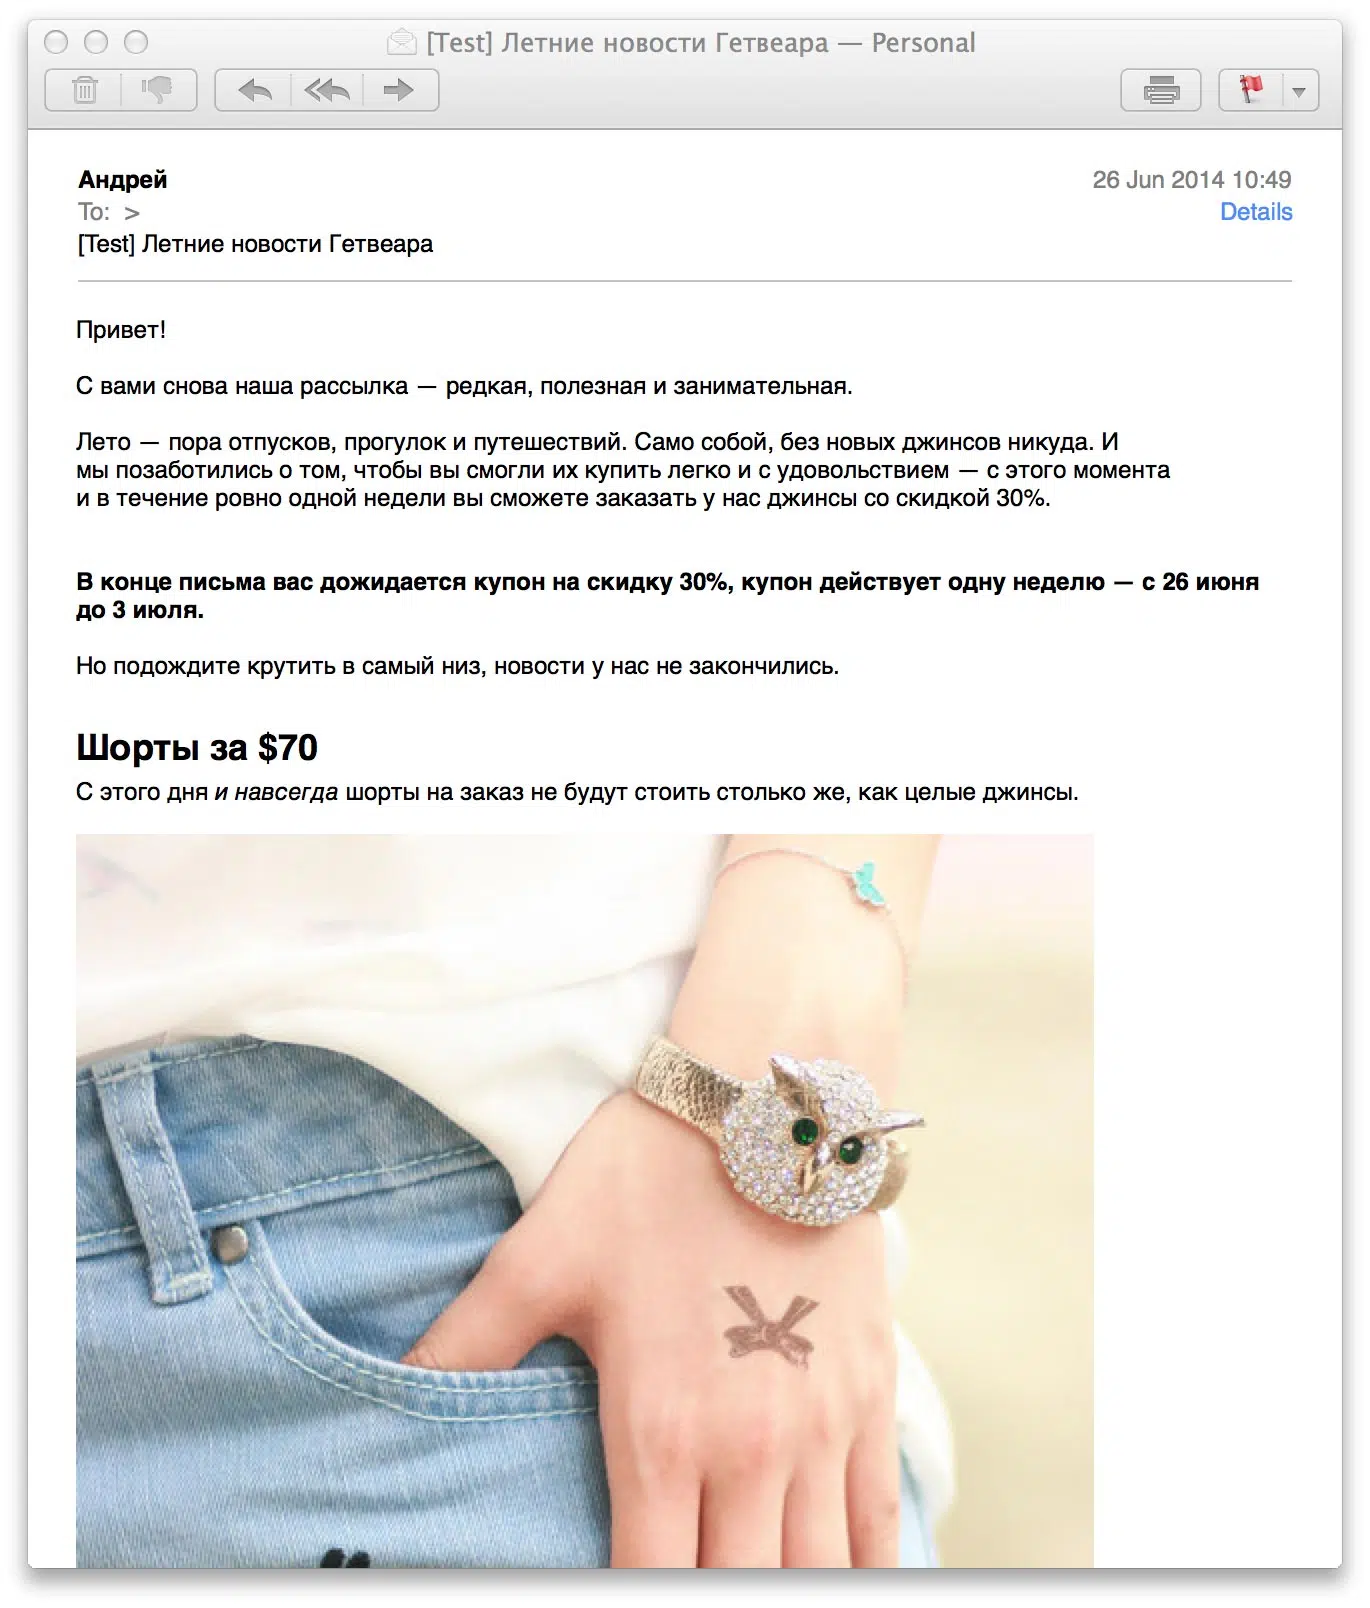 [Test] Летние новости Гетвеара — Personal
Андрей
26 Jun 2014 10:49
To: >
Details
[Test] Летние новости Гетвеара
Привет!
С вами снова наша рассылка — редкая, полезная и занимательная.
Лето — пора отпусков, прогулок и путешествий. Само собой, без новых джинсов никуда. И
мы позаботились о том, чтобы вы смогли их купить легко и с удовольствием — с этого момента
и в течение ровно одной недели вы сможете заказать у нас джинсы со скидкой 30%.
В конце письма вас дожидается купон на скидку 30%, купон действует одну неделю — с 26 июня
до 3 июля.
Но подождите крутить в самый низ, новости у нас не закончились.
Шорты за $70
С этого дня и навсегда шорты на заказ не будут стоить столько же, как целые джинсы.